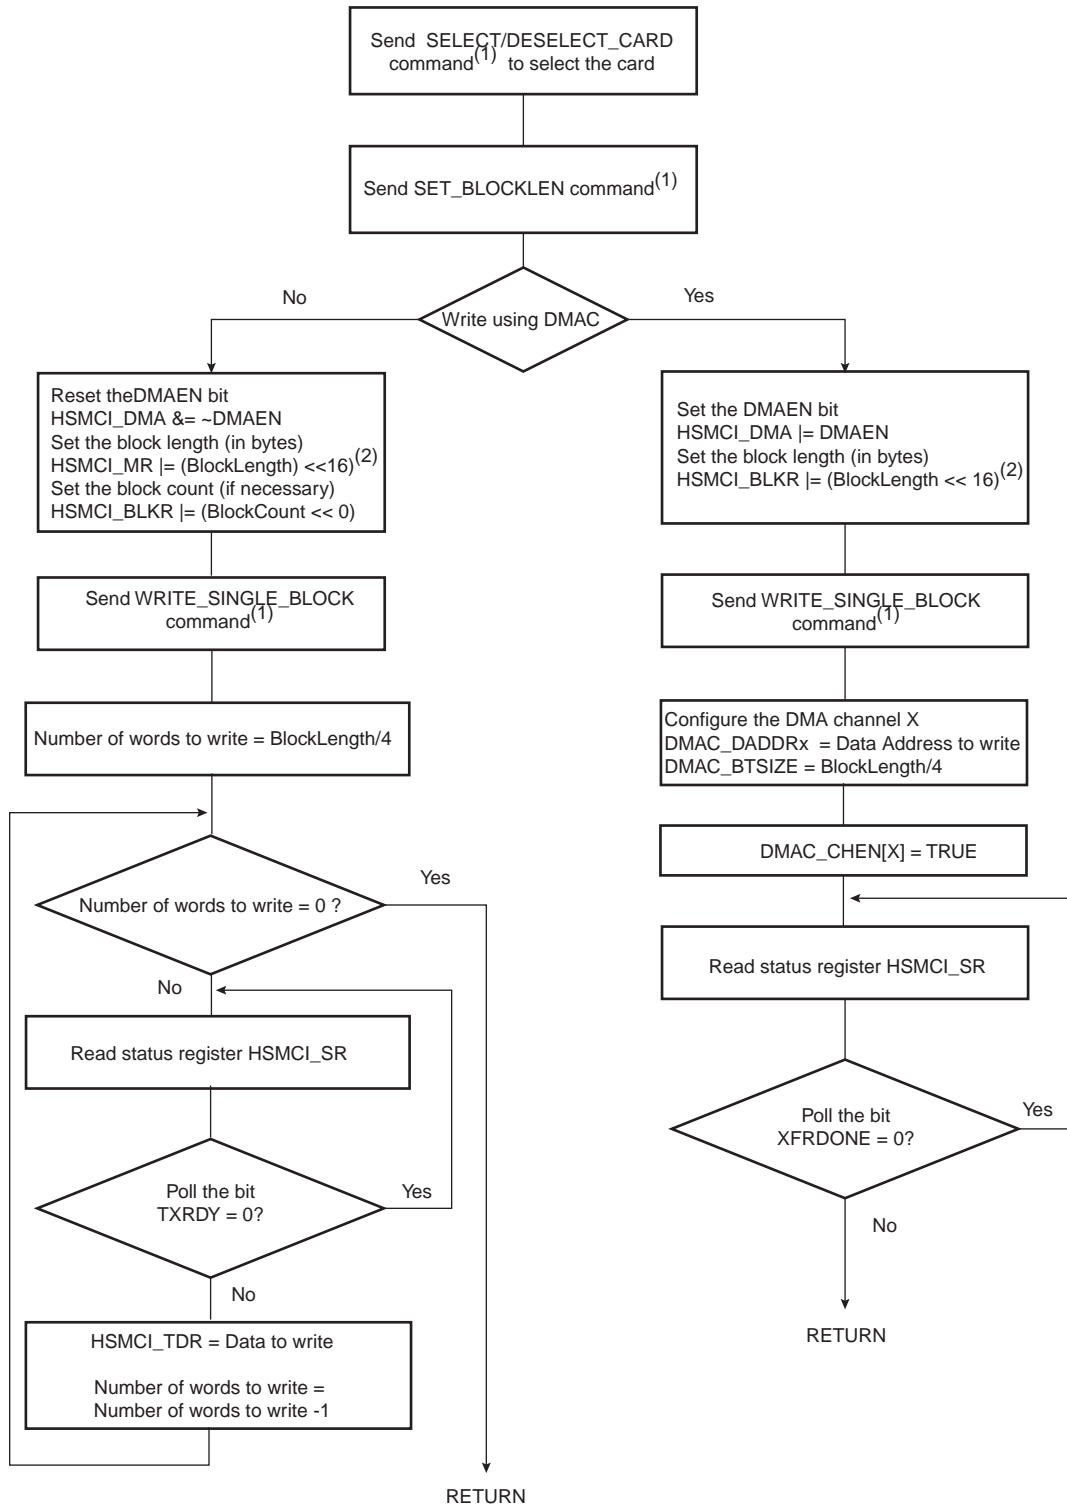 Send  SELECT/DESELECT_CARD
command(1)  to select the card
Send SET_BLOCKLEN command(1)
No
Yes
Write using DMAC
Reset theDMAEN bit
HSMCI_DMA &= ~DMAEN
Set the block length (in bytes)
HSMCI_MR |= (BlockLength) <<16)(2)
Set the block count (if necessary)
HSMCI_BLKR |= (BlockCount << 0)
Send WRITE_SINGLE_BLOCK
command(1)
Number of words to write = BlockLength/4
Number of words to write = 0 ?
Yes
No
Read status register HSMCI_SR
Poll the bit
TXRDY = 0?
Yes
No
HSMCI_TDR = Data to write
Number of words to write =
Number of words to write -1
RETURN
Set the DMAEN bit
HSMCI_DMA |= DMAEN
Set the block length (in bytes)
HSMCI_BLKR |= (BlockLength << 16)(2)
Send WRITE_SINGLE_BLOCK
command(1)
Configure the DMA channel X
DMAC_DADDRx  = Data Address to write
DMAC_BTSIZE = BlockLength/4
DMAC_CHEN[X] = TRUE
Read status register HSMCI_SR
Poll the bit
XFRDONE = 0?
Yes
No
RETURN